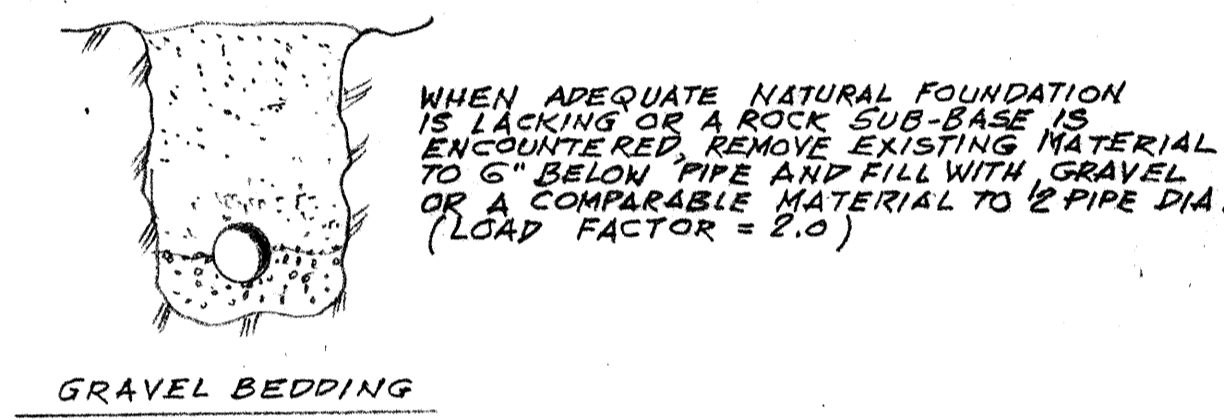 WHEN ADEQUATE NATURAL FOUNDATION
IS LACKING OR A ROCK SUB-BASE IS
ENCOUNTERED, REMOVE EXISTING MATERIAL
TO 6" BELOW PIPE AND FILL WITH GRAVEL
OR A COMPARABLE MATERIAL TO 1/2 PIPE DIA.
(LOAD FACTOR = 2.0)
GRAVEL BEDDING